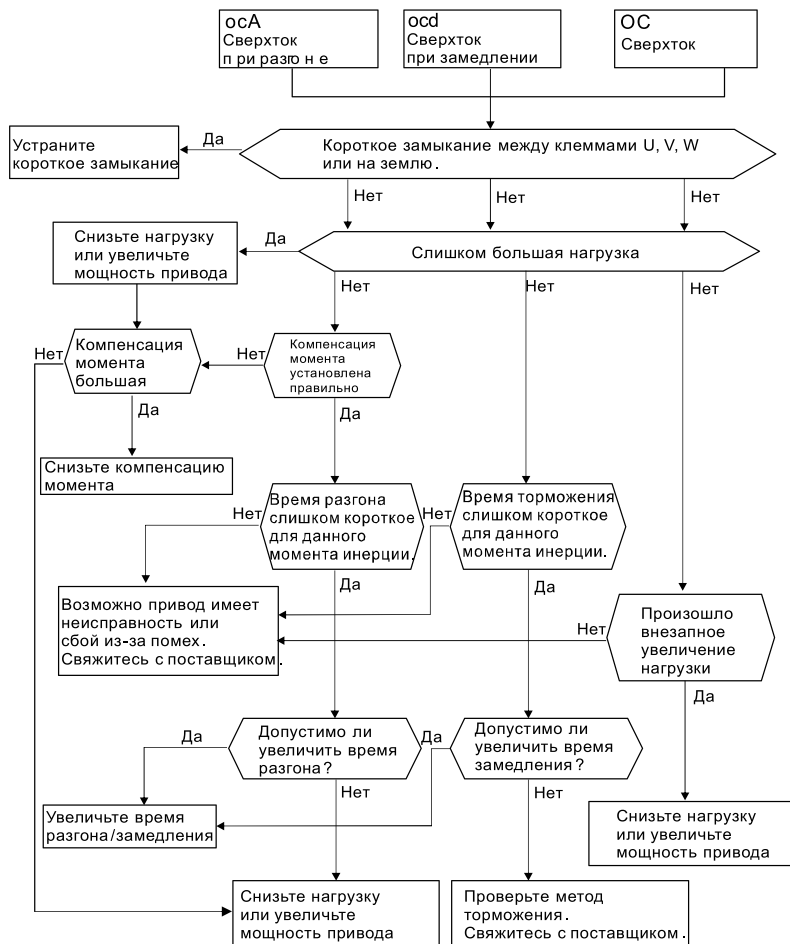 ocA
Сверхток
при разгоне
ocd
Сверхток
при замедлении
OC
Сверхток
Устраните
короткое замыкание
Да
Короткое замыкание между клеммами U, V, W
или на землю.
Нет
Нет
Нет
Снизьте нагрузку
или увеличьте
мощность привода
Да
Слишком большая нагрузка
Нет
Нет
Нет
Нет
Компенсация
момента
большая
Нет
Компенсация
момента
установлена
правильно
Да
Да
Снизьте компенсацию
момента
Нет
Время разгона
слишком короткое
для данного
момента инерции.
Нет
Время торможения
слишком короткое
для данного
момента инерции.
Да
Да
Возможно привод имеет
неисправность или
сбой из-за помех.
Свяжитесь с поставщиком.
Нет
Произошло
внезапное
увеличение
нагрузки
Да
Да
Допустимо ли
увеличить время
разгона?
Да
Допустимо ли
увеличить время
замедления?
Нет
Нет
Увеличьте время
разгона/замедления
Снизьте нагрузку
или увеличьте
мощность привода
Снизьте нагрузку
или увеличьте
мощность привода
Проверьте метод
торможения.
Свяжитесь с поставщиком.